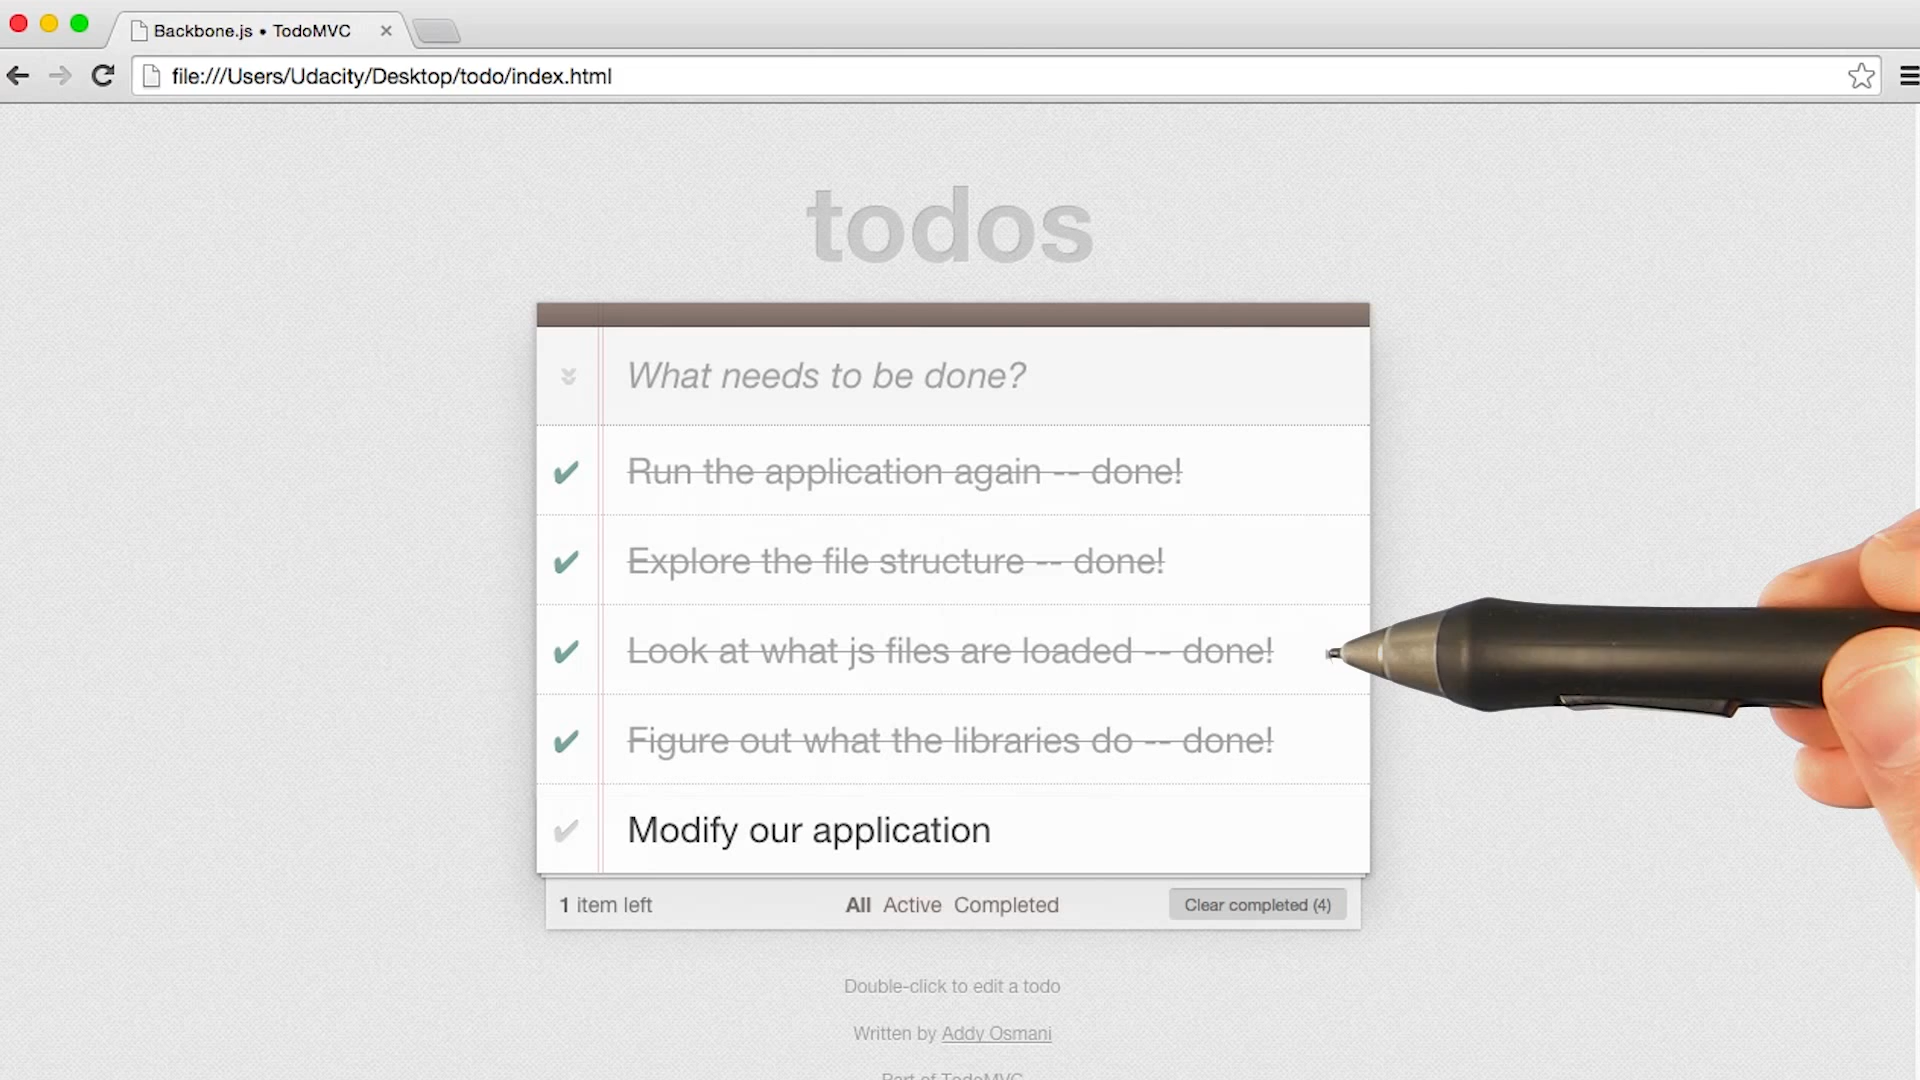 Backbone.js • TodoMVC
file:///Users/Udacity/Desktop/todo/index.html
todos
What needs to be done?
Run the application again -- done!
Explore the file structure -- done!
Look at what js files are loaded -- done!
Figure out what the libraries do -- done!
Modify our application
1 item left All Active Completed Clear completed (4)
Double-click to edit a todo
Written by Addy Osmani
Part of TodoMVC